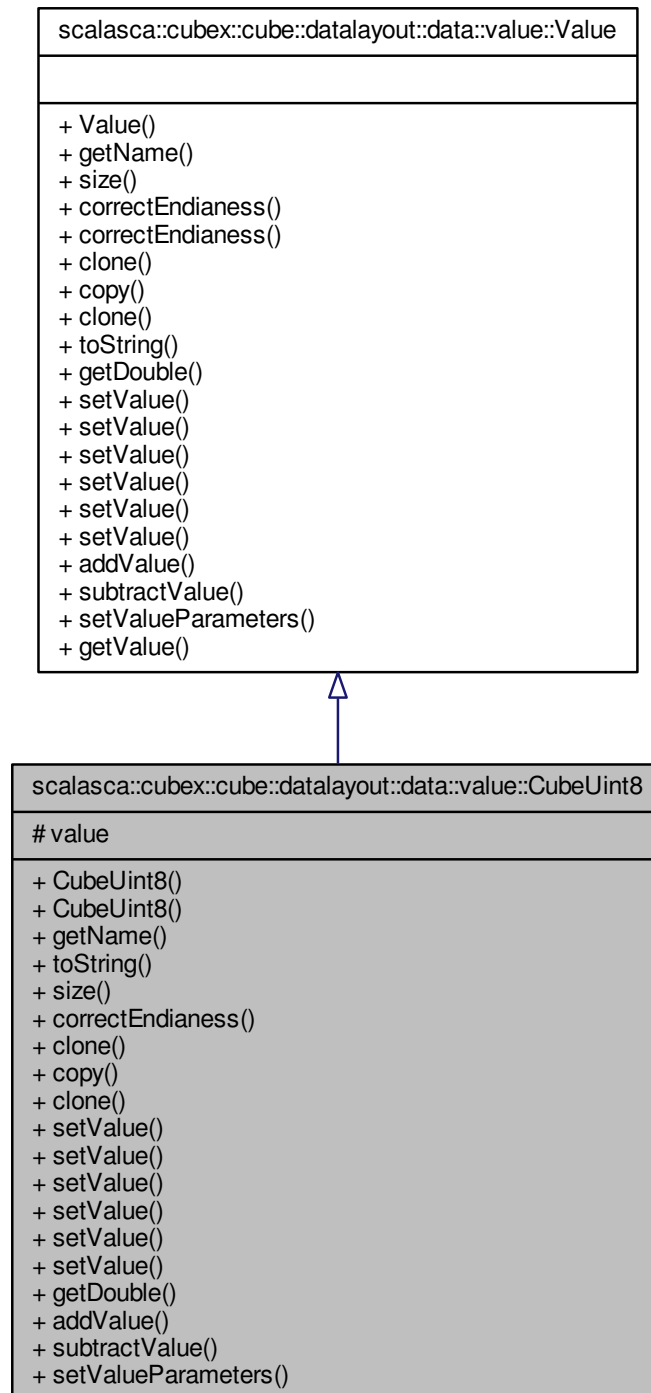 scalasca::cubex::cube::datalayout::data::value::Value
+ Value()
+ getName()
+ size()
+ correctEndianess()
+ correctEndianess()
+ clone()
+ copy()
+ clone()
+ toString()
+ getDouble()
+ setValue()
+ setValue()
+ setValue()
+ setValue()
+ setValue()
+ setValue()
+ addValue()
+ subtractValue()
+ setValueParameters()
+ getValue()
scalasca::cubex::cube::datalayout::data::value::CubeUint8
# value
+ CubeUint8()
+ CubeUint8()
+ getName()
+ toString()
+ size()
+ correctEndianess()
+ clone()
+ copy()
+ clone()
+ setValue()
+ setValue()
+ setValue()
+ setValue()
+ setValue()
+ setValue()
+ getDouble()
+ addValue()
+ subtractValue()
+ setValueParameters()